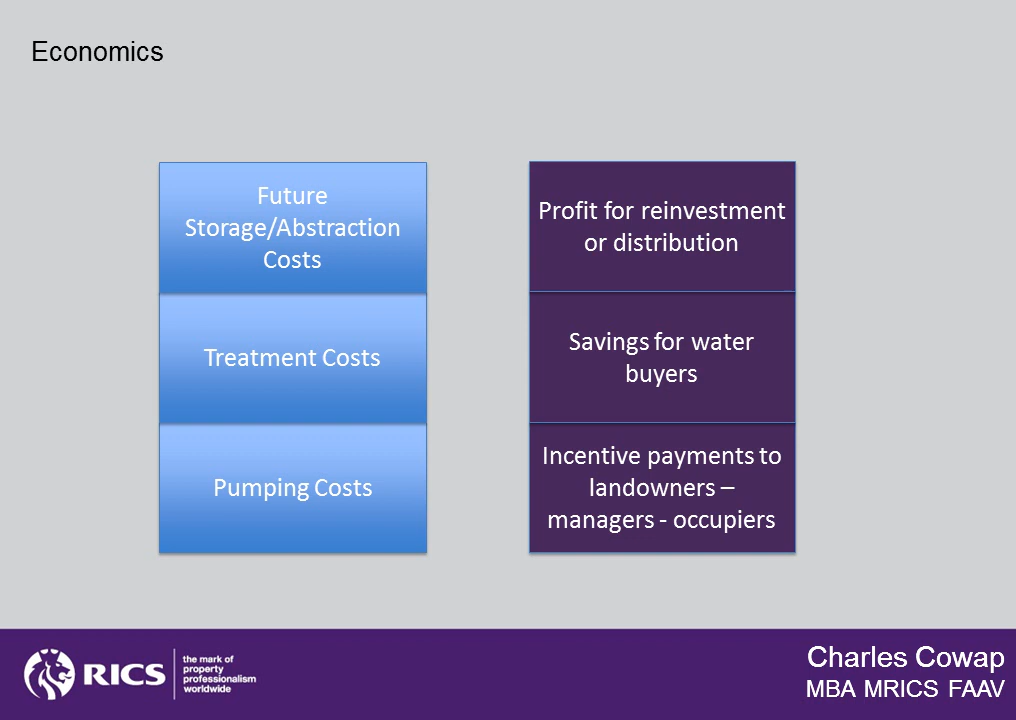 Economics
Future
Storage/Abstraction
Costs
Treatment Costs
Pumping Costs
Profit for reinvestment
or distribution
Savings for water
buyers
Incentive payments to
landowners –
managers - occupiers
RICS
the mark of
property
professionalism
worldwide
Charles Cowap
MBA MRICS FAAV